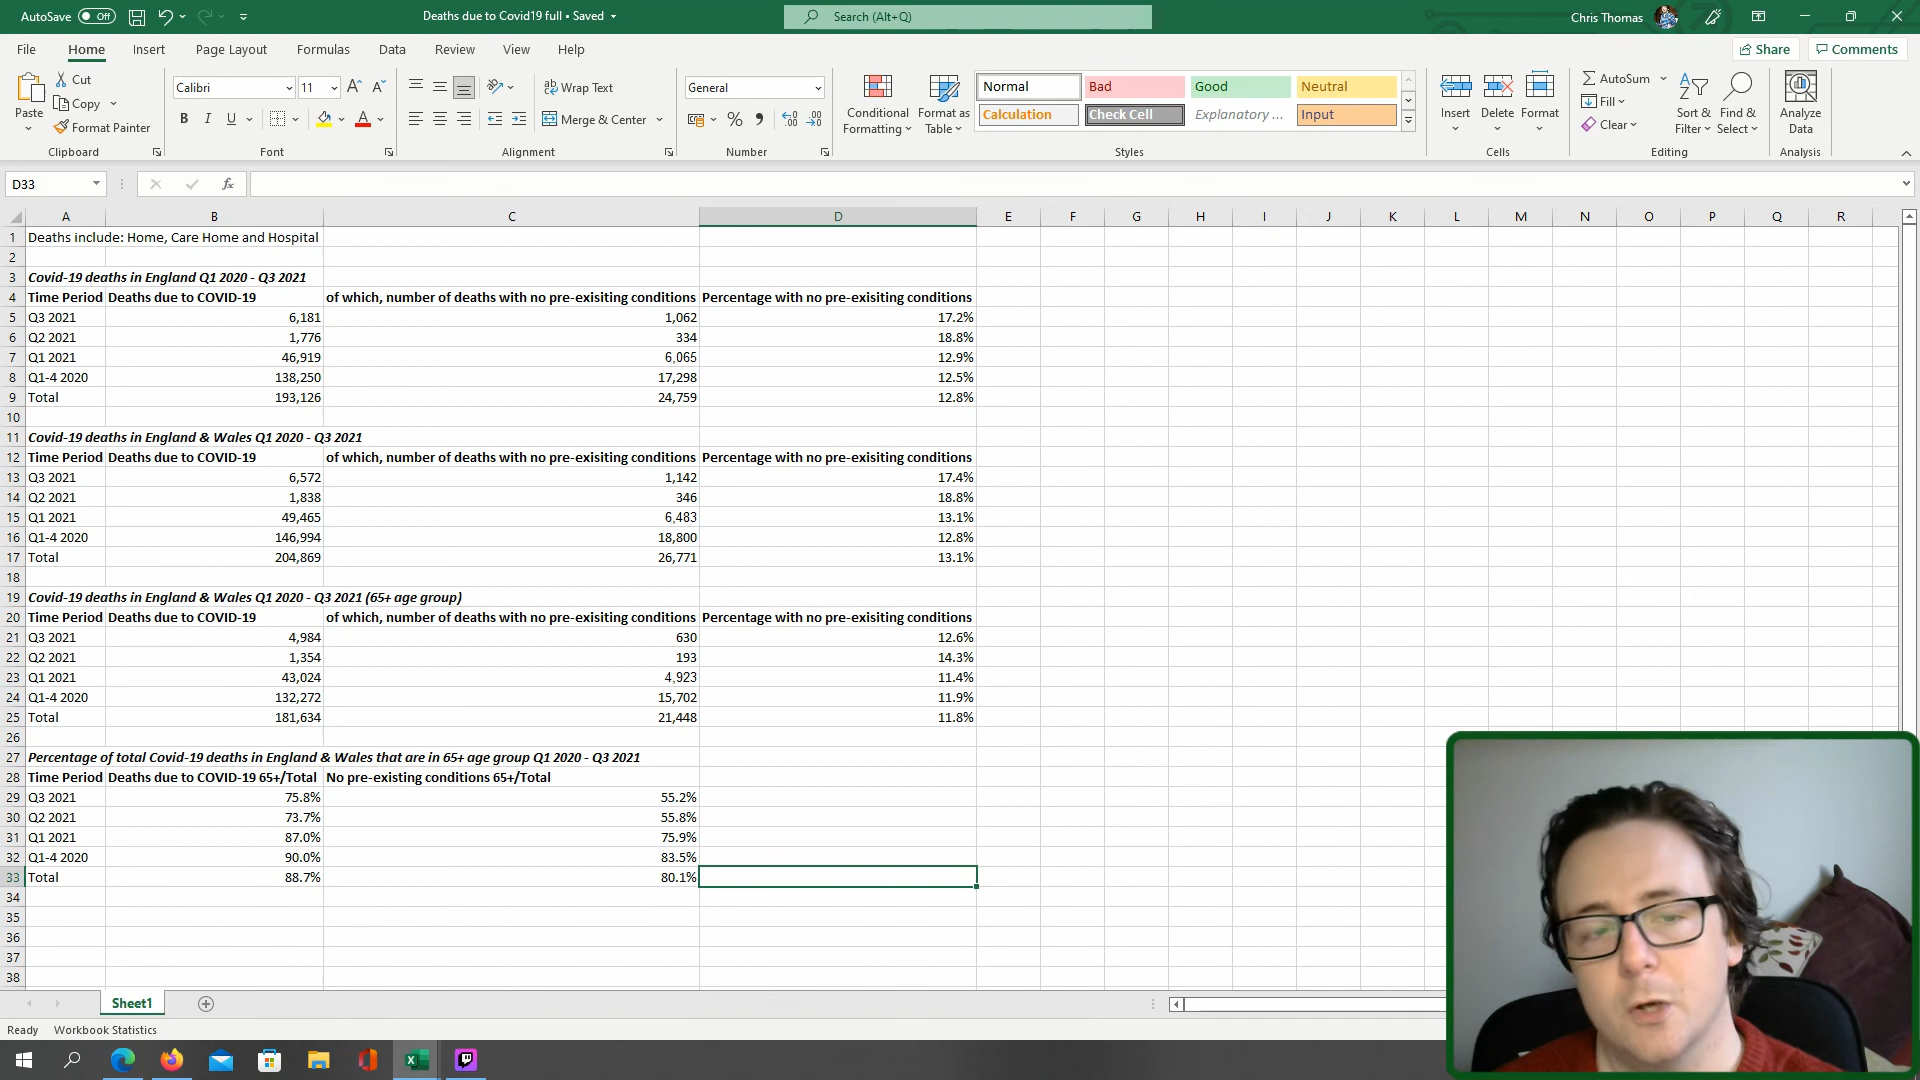 AutoSave Off Deaths due to Covid19 full • Saved Search (Alt+Q) Chris Thomas
File Home Insert Page Layout Formulas Data Review View Help Share Comments
Cut Calibri 11 Wrap Text General Normal Bad Good Neutral AutoSum
Paste Copy Conditional Formatting Format as Table Insert Delete Format Fill Sort & Filter Find & Select Analyze Data
Format Painter B I U Merge & Center % Calculation Check Cell Explanatory ... Input Clear
Clipboard Font Alignment Number Styles Cells Editing Analysis
D33 fx
A B C D E F G H I J K L M N O P Q R
1 Deaths include: Home, Care Home and Hospital
2
3 Covid-19 deaths in England Q1 2020 - Q3 2021
4 Time Period Deaths due to COVID-19 of which, number of deaths with no pre-exisiting conditions Percentage with no pre-exisiting conditions
5 Q3 2021 6,181 1,062 17.2%
6 Q2 2021 1,776 334 18.8%
7 Q1 2021 46,919 6,065 12.9%
8 Q1-4 2020 138,250 17,298 12.5%
9 Total 193,126 24,759 12.8%
10
11 Covid-19 deaths in England & Wales Q1 2020 - Q3 2021
12 Time Period Deaths due to COVID-19 of which, number of deaths with no pre-exisiting conditions Percentage with no pre-exisiting conditions
13 Q3 2021 6,572 1,142 17.4%
14 Q2 2021 1,838 346 18.8%
15 Q1 2021 49,465 6,483 13.1%
16 Q1-4 2020 146,994 18,800 12.8%
17 Total 204,869 26,771 13.1%
18
19 Covid-19 deaths in England & Wales Q1 2020 - Q3 2021 (65+ age group)
20 Time Period Deaths due to COVID-19 of which, number of deaths with no pre-exisiting conditions Percentage with no pre-exisiting conditions
21 Q3 2021 4,984 630 12.6%
22 Q2 2021 1,354 193 14.3%
23 Q1 2021 43,024 4,923 11.4%
24 Q1-4 2020 132,272 15,702 11.9%
25 Total 181,634 21,448 11.8%
26
27 Percentage of total Covid-19 deaths in England & Wales that are in 65+ age group Q1 2020 - Q3 2021
28 Time Period Deaths due to COVID-19 65+/Total No pre-existing conditions 65+/Total
29 Q3 2021 75.8% 55.2%
30 Q2 2021 73.7% 55.8%
31 Q1 2021 87.0% 75.9%
32 Q1-4 2020 90.0% 83.5%
33 Total 88.7% 80.1%
34
35
36
37
38
Sheet1
Ready Workbook Statistics